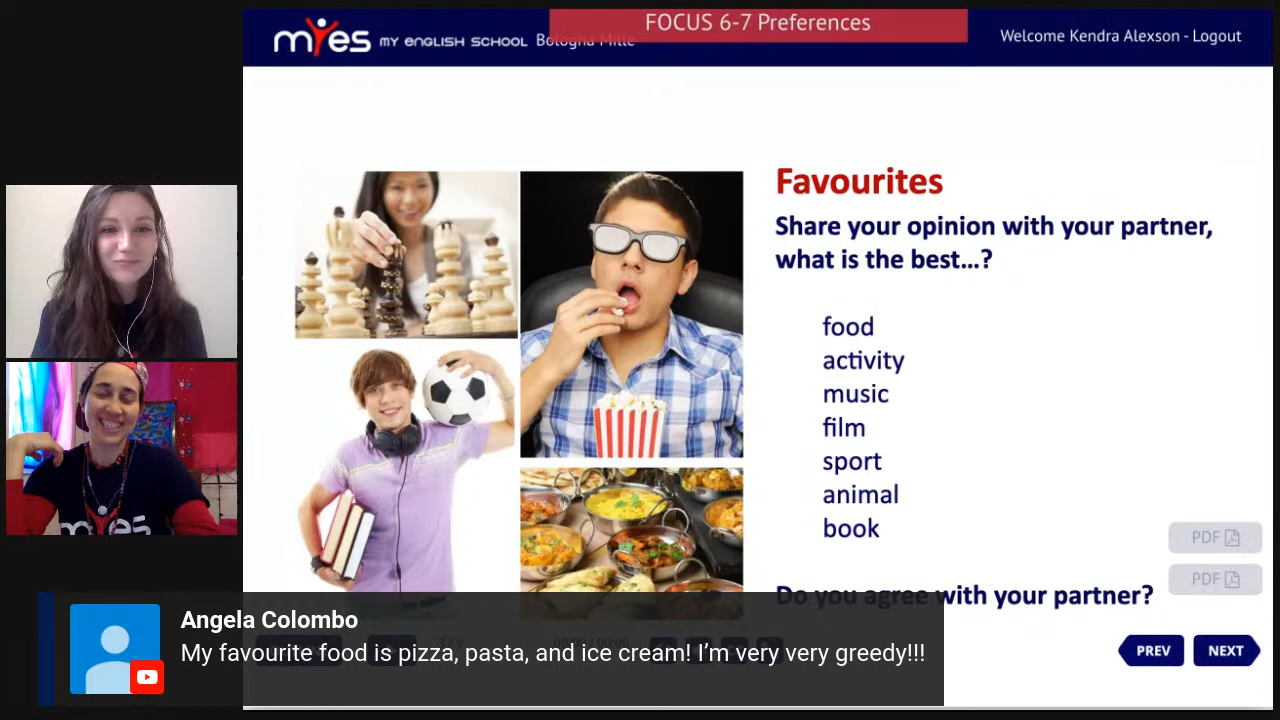 FOCUS 6-7 Preferences
myes MY ENGLISH SCHOOL Bologna Mille
Welcome Kendra Alexson - Logout
Favourites
Share your opinion with your partner,
what is the best...?
food
activity
music
film
sport
animal
book
PDF
PDF
Do you agree with your partner?
myes
Angela Colombo
My favourite food is pizza, pasta, and ice cream! I’m very very greedy!!!
PREV
NEXT